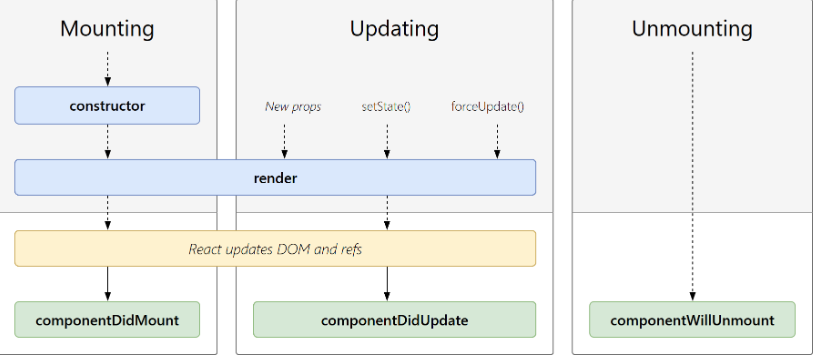 Mounting
Updating
Unmounting
constructor
New props
setState()
forceUpdate()
render
React updates DOM and refs
componentDidMount
componentDidUpdate
componentWillUnmount